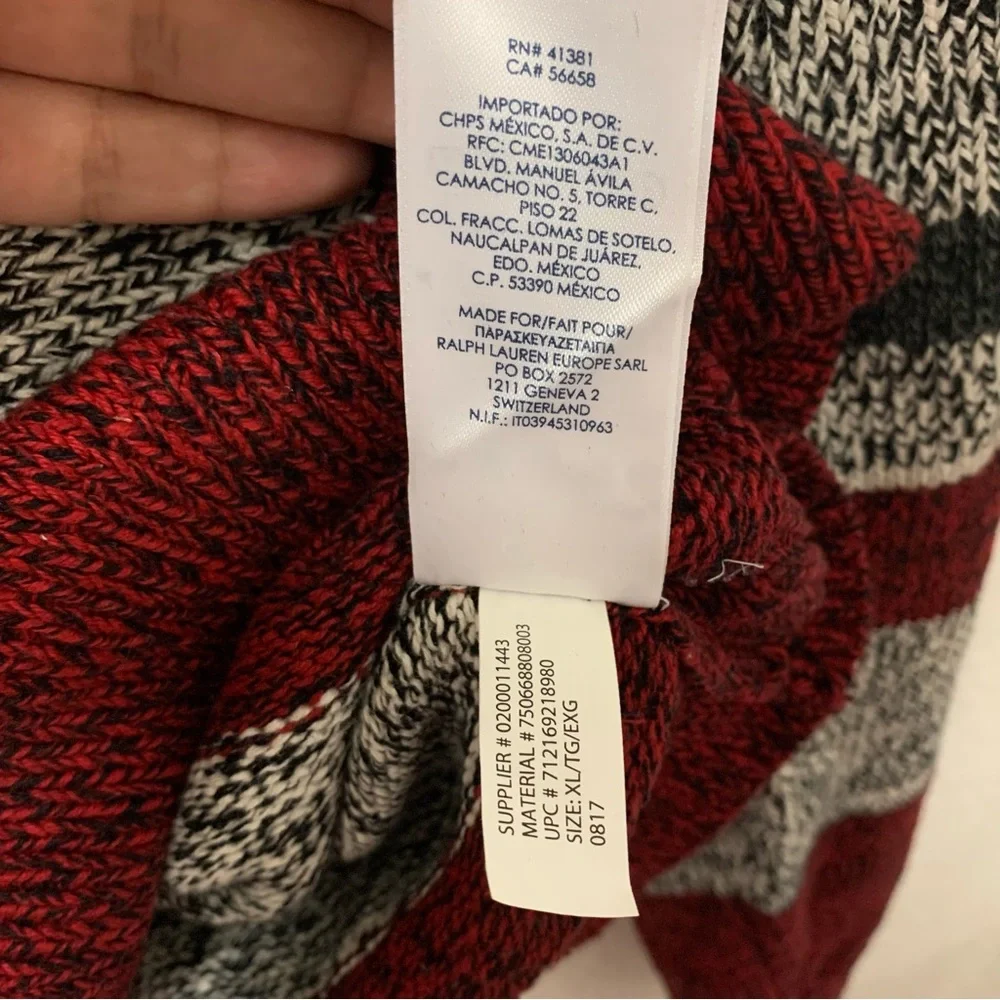 RN# 41381
CA# 56658
IMPORTADO POR:
CHPS MÉXICO, S.A. DE C.V.
RFC: CME1306043A1
BLVD. MANUEL ÁVILA
CAMACHO NO. 5, TORRE C,
PISO 22
COL. FRACC. LOMAS DE SOTELO,
NAUCALPAN DE JUÁREZ,
EDO. MÉXICO
C.P. 53390 MÉXICO
MADE FOR/FAIT POUR/
ΠΑΡΑΣΚΕΥΑΖΕΤΑΙΓΙΑ
RALPH LAUREN EUROPE SARL
PO BOX 2572
1211 GENEVA 2
SWITZERLAND
N.I.F.: IT03945310963
SUPPLIER # 0200011443
MATERIAL # 750668808003
UPC # 712169218980
SIZE: XL/TG/EXG
0817